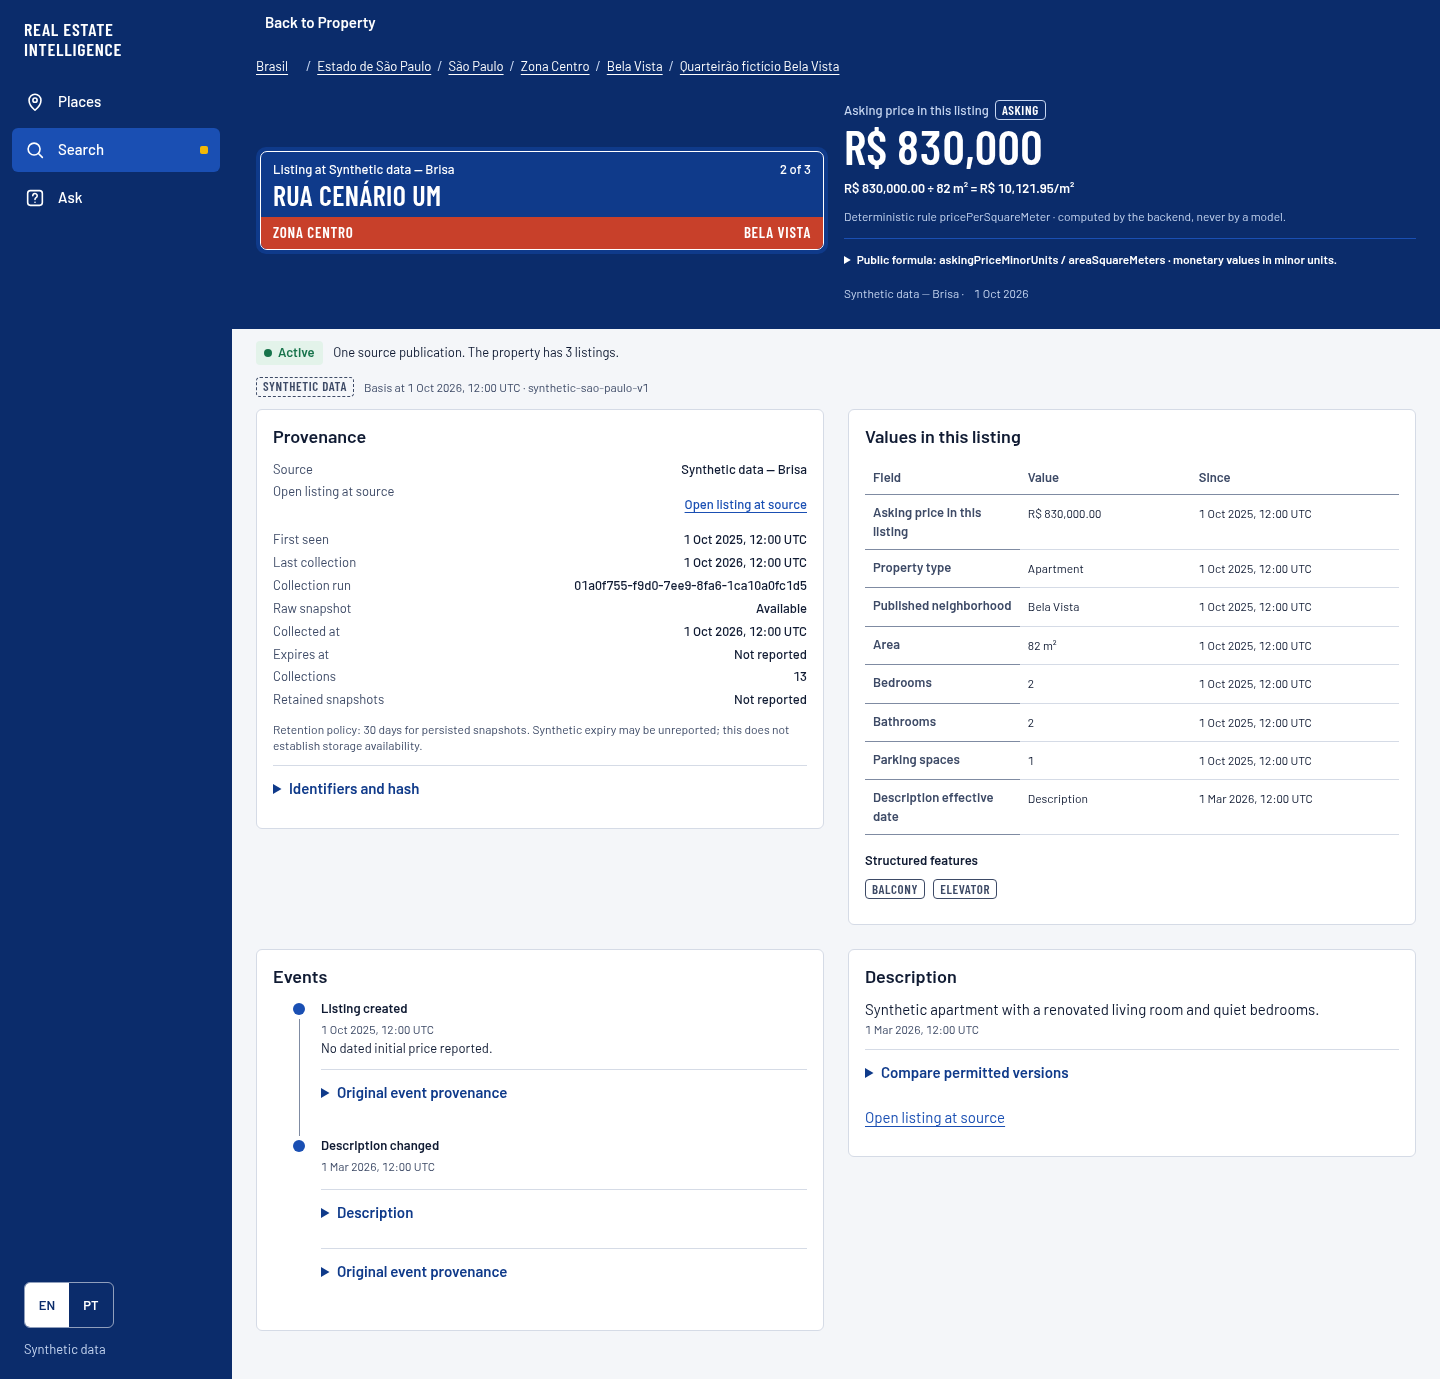 REAL ESTATE
INTELLIGENCE
Places
Search
Ask
EN PT
Synthetic data
Back to Property
Brasil / Estado de São Paulo / São Paulo / Zona Centro / Bela Vista / Quarteirão fictício Bela Vista
Listing at Synthetic data — Brisa 2 of 3
RUA CENÁRIO UM
ZONA CENTRO BELA VISTA
Asking price in this listing ASKING
R$ 830,000
R$ 830,000.00 ÷ 82 m² = R$ 10,121.95/m²
Deterministic rule pricePerSquareMeter · computed by the backend, never by a model.
Public formula: askingPriceMinorUnits / areaSquareMeters · monetary values in minor units.
Synthetic data — Brisa · 1 Oct 2026
Active One source publication. The property has 3 listings.
SYNTHETIC DATA Basis at 1 Oct 2026, 12:00 UTC · synthetic-sao-paulo-v1
Provenance
Source Synthetic data — Brisa
Open listing at source
Open listing at source
First seen 1 Oct 2025, 12:00 UTC
Last collection 1 Oct 2026, 12:00 UTC
Collection run 01a0f755-f9d0-7ee9-8fa6-1ca10a0fc1d5
Raw snapshot Available
Collected at 1 Oct 2026, 12:00 UTC
Expires at Not reported
Collections 13
Retained snapshots Not reported
Retention policy: 30 days for persisted snapshots. Synthetic expiry may be unreported; this does not
establish storage availability.
Identifiers and hash
Values in this listing
Field Value Since
Asking price in this
listing R$ 830,000.00 1 Oct 2025, 12:00 UTC
Property type Apartment 1 Oct 2025, 12:00 UTC
Published neighborhood Bela Vista 1 Oct 2025, 12:00 UTC
Area 82 m² 1 Oct 2025, 12:00 UTC
Bedrooms 2 1 Oct 2025, 12:00 UTC
Bathrooms 2 1 Oct 2025, 12:00 UTC
Parking spaces 1 1 Oct 2025, 12:00 UTC
Description effective
date Description 1 Mar 2026, 12:00 UTC
Structured features
BALCONY ELEVATOR
Events
Listing created
1 Oct 2025, 12:00 UTC
No dated initial price reported.
Original event provenance
Description changed
1 Mar 2026, 12:00 UTC
Description
Original event provenance
Description
Synthetic apartment with a renovated living room and quiet bedrooms.
1 Mar 2026, 12:00 UTC
Compare permitted versions
Open listing at source